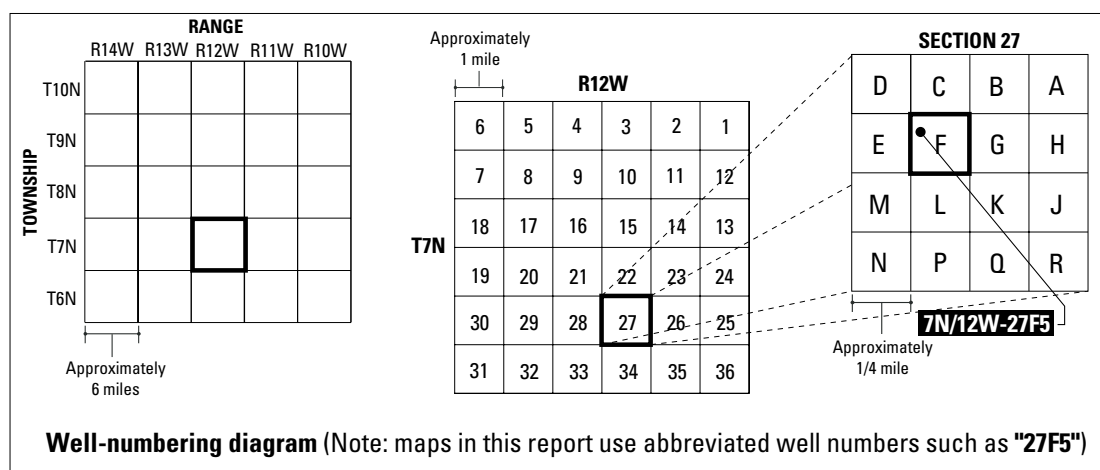 RANGE
R14W R13W R12W R11W R10W
TOWNSHIP
T10N
T9N
T8N
T7N
T6N
Approximately
6 miles
Approximately
1 mile
R12W
T7N
6 5 4 3 2 1
7 8 9 10 11 12
18 17 16 15 14 13
19 20 21 22 23 24
30 29 28 27 26 25
31 32 33 34 35 36
SECTION 27
D C B A
E F G H
M L K J
N P Q R
7N/12W-27F5
Approximately
1/4 mile
Well-numbering diagram (Note: maps in this report use abbreviated well numbers such as "27F5")